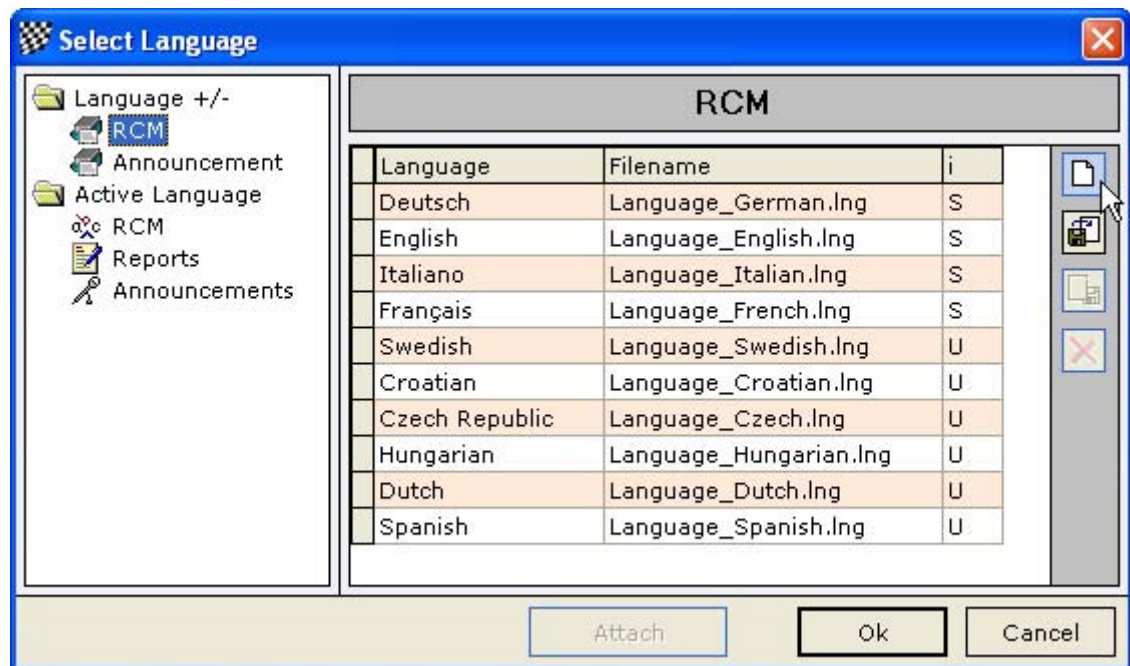 Select Language
Language +/-
RCM
Announcement
Active Language
RCM
Reports
Announcements
RCM
Language Filename i
Deutsch Language_German.lng S
English Language_English.lng S
Italiano Language_Italian.lng S
Français Language_French.lng S
Swedish Language_Swedish.lng U
Croatian Language_Croatian.lng U
Czech Republic Language_Czech.lng U
Hungarian Language_Hungarian.lng U
Dutch Language_Dutch.lng U
Spanish Language_Spanish.lng U
Attach Ok Cancel